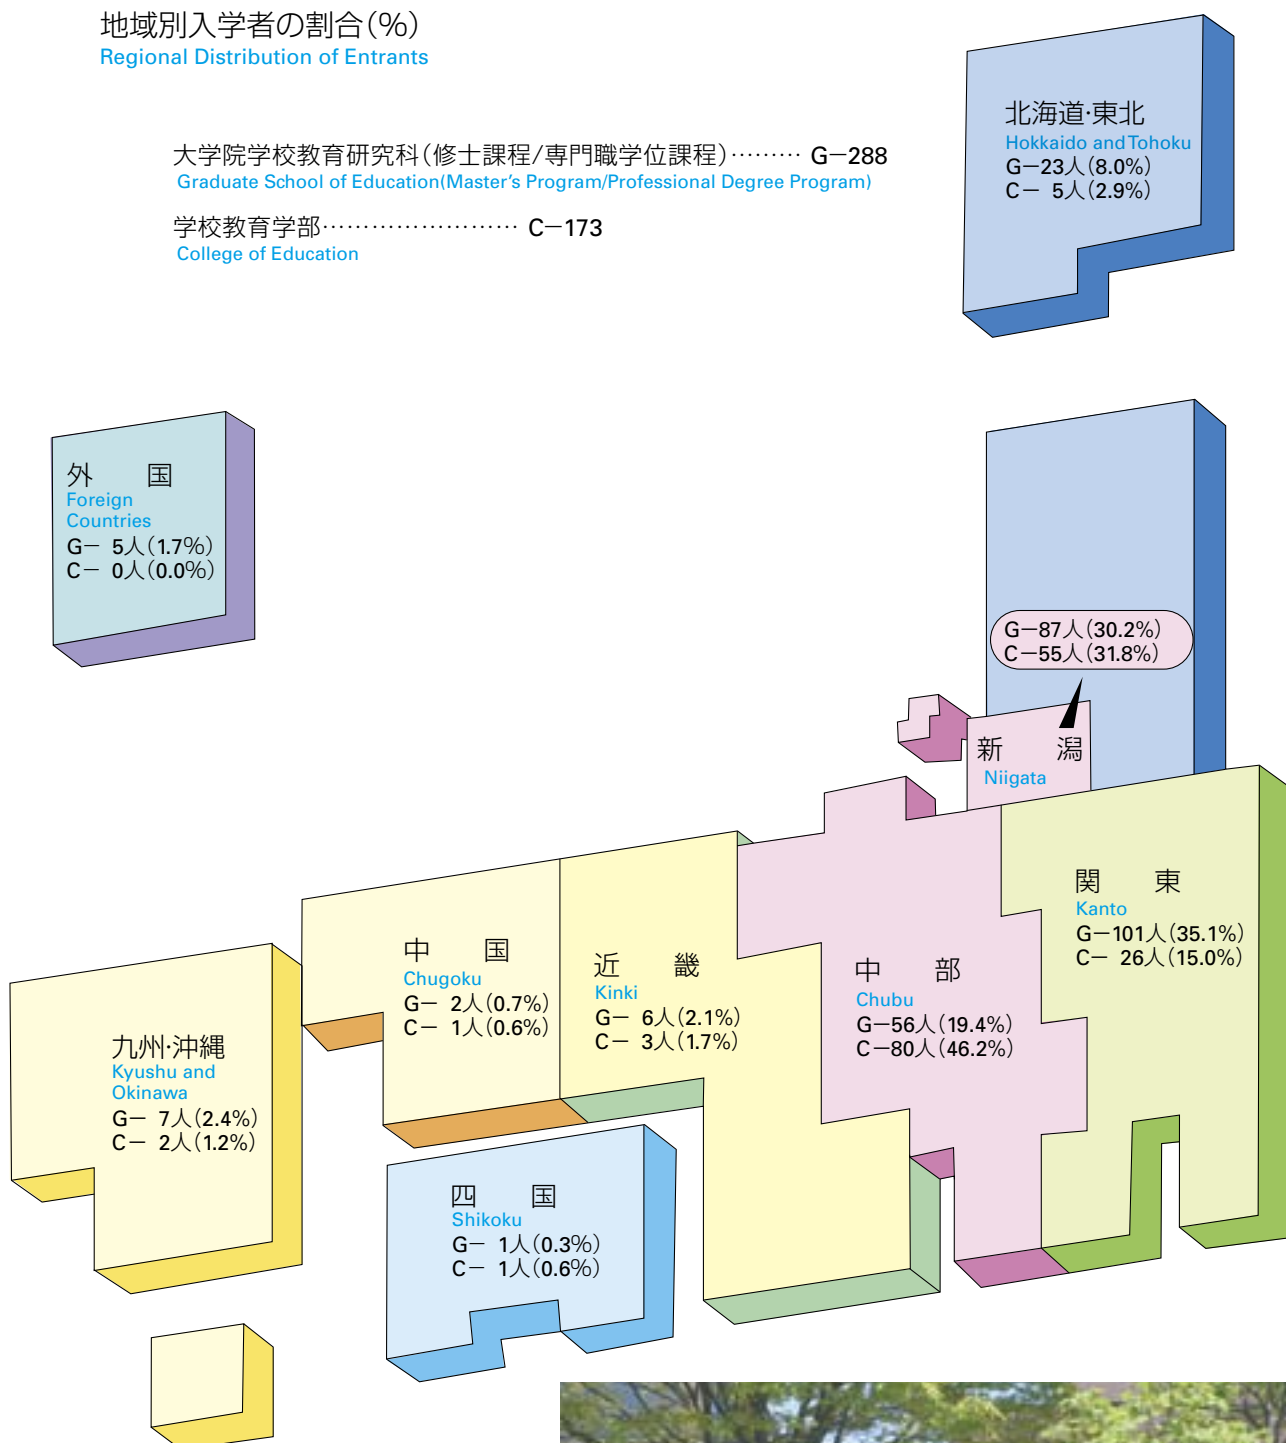 地域別入学者の割合(%)
Regional Distribution of Entrants
大学院学校教育研究科(修士課程/専門職学位課程)……… G－288
Graduate School of Education(Master's Program/Professional Degree Program)
学校教育学部…………………… C－173
College of Education
北海道・東北
Hokkaido and Tohoku
G－23人(8.0%)
C－ 5人(2.9%)
外　国
Foreign
Countries
G－ 5人(1.7%)
C－ 0人(0.0%)
G－87人(30.2%)
C－55人(31.8%)
新　潟
Niigata
関　東
Kanto
G－101人(35.1%)
C－ 26人(15.0%)
中　部
Chubu
G－56人(19.4%)
C－80人(46.2%)
近　畿
Kinki
G－ 6人(2.1%)
C－ 3人(1.7%)
中　国
Chugoku
G－ 2人(0.7%)
C－ 1人(0.6%)
九州・沖縄
Kyushu and
Okinawa
G－ 7人(2.4%)
C－ 2人(1.2%)
四　国
Shikoku
G－ 1人(0.3%)
C－ 1人(0.6%)